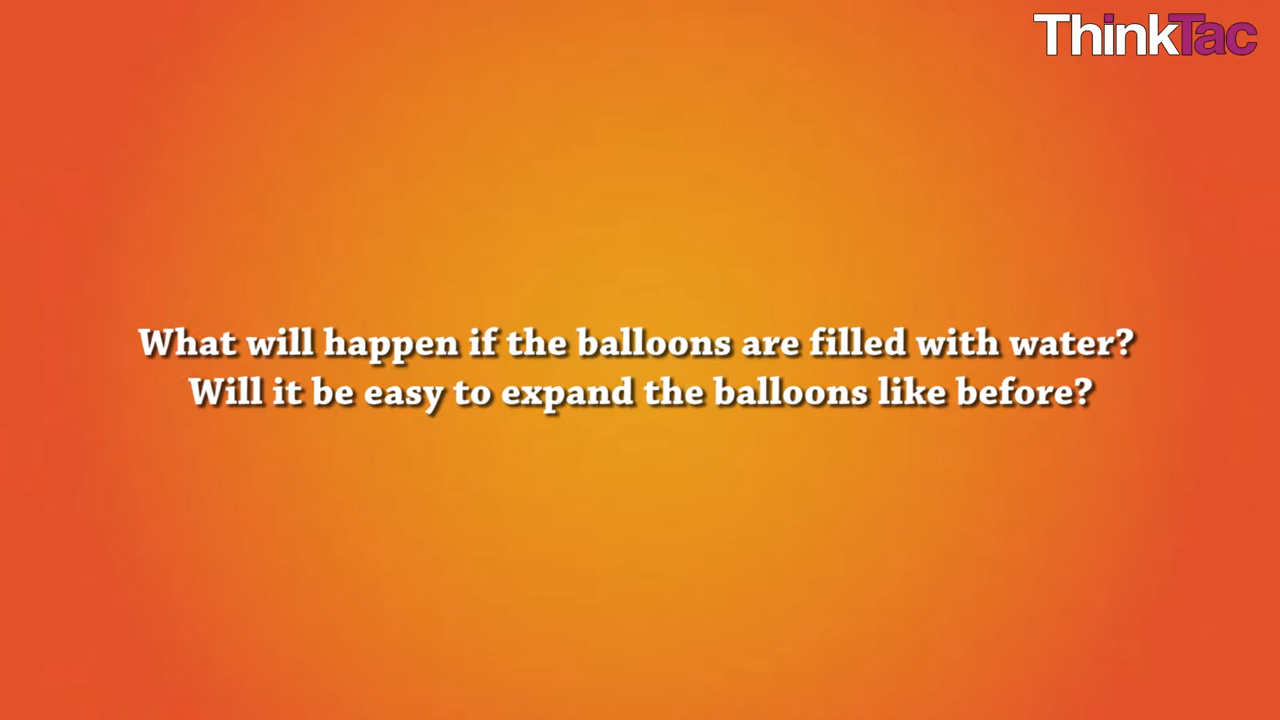 ThinkTac
What will happen if the balloons are filled with water?
Will it be easy to expand the balloons like before?